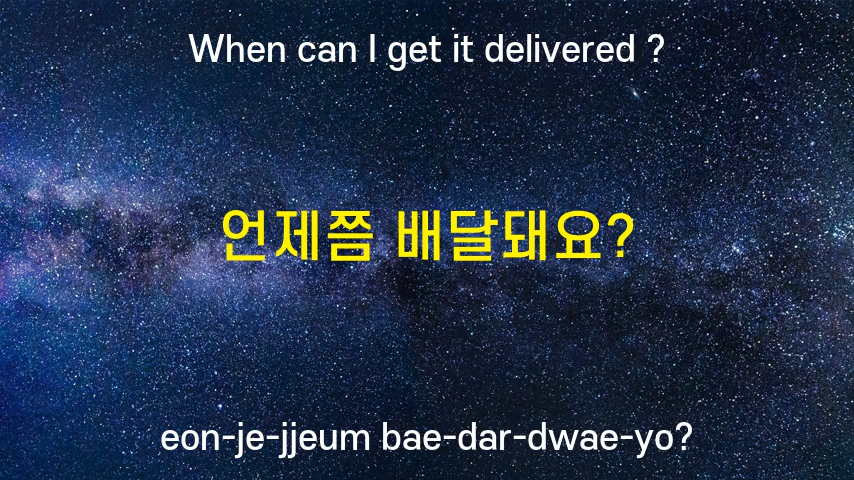 When can I get it delivered ?
언제쯤 배달돼요?
eon-je-jjeum bae-dar-dwae-yo?